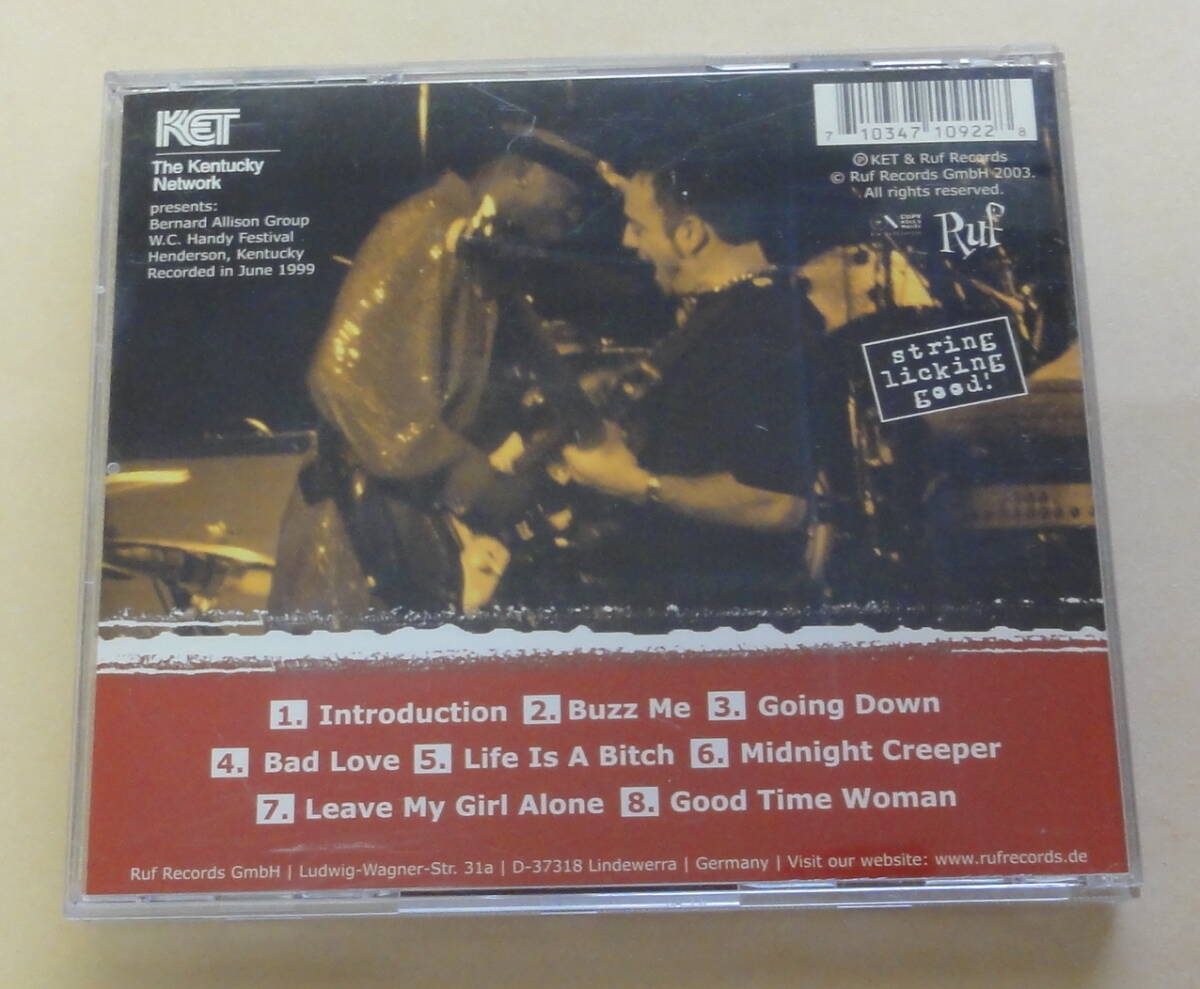 KET
The Kentucky
Network
presents:
Bernard Allison Group
W.C. Handy Festival
Henderson, Kentucky
Recorded in June 1999
7 10347 10922 8
℗ KET & Ruf Records
© Ruf Records GmbH 2003.
All rights reserved.
Ruf
string
licking
good!
1. Introduction 2. Buzz Me 3. Going Down
4. Bad Love 5. Life Is A Bitch 6. Midnight Creeper
7. Leave My Girl Alone 8. Good Time Woman
Ruf Records GmbH | Ludwig-Wagner-Str. 31a | D-37318 Lindewerra | Germany | Visit our website: www.rufrecords.de